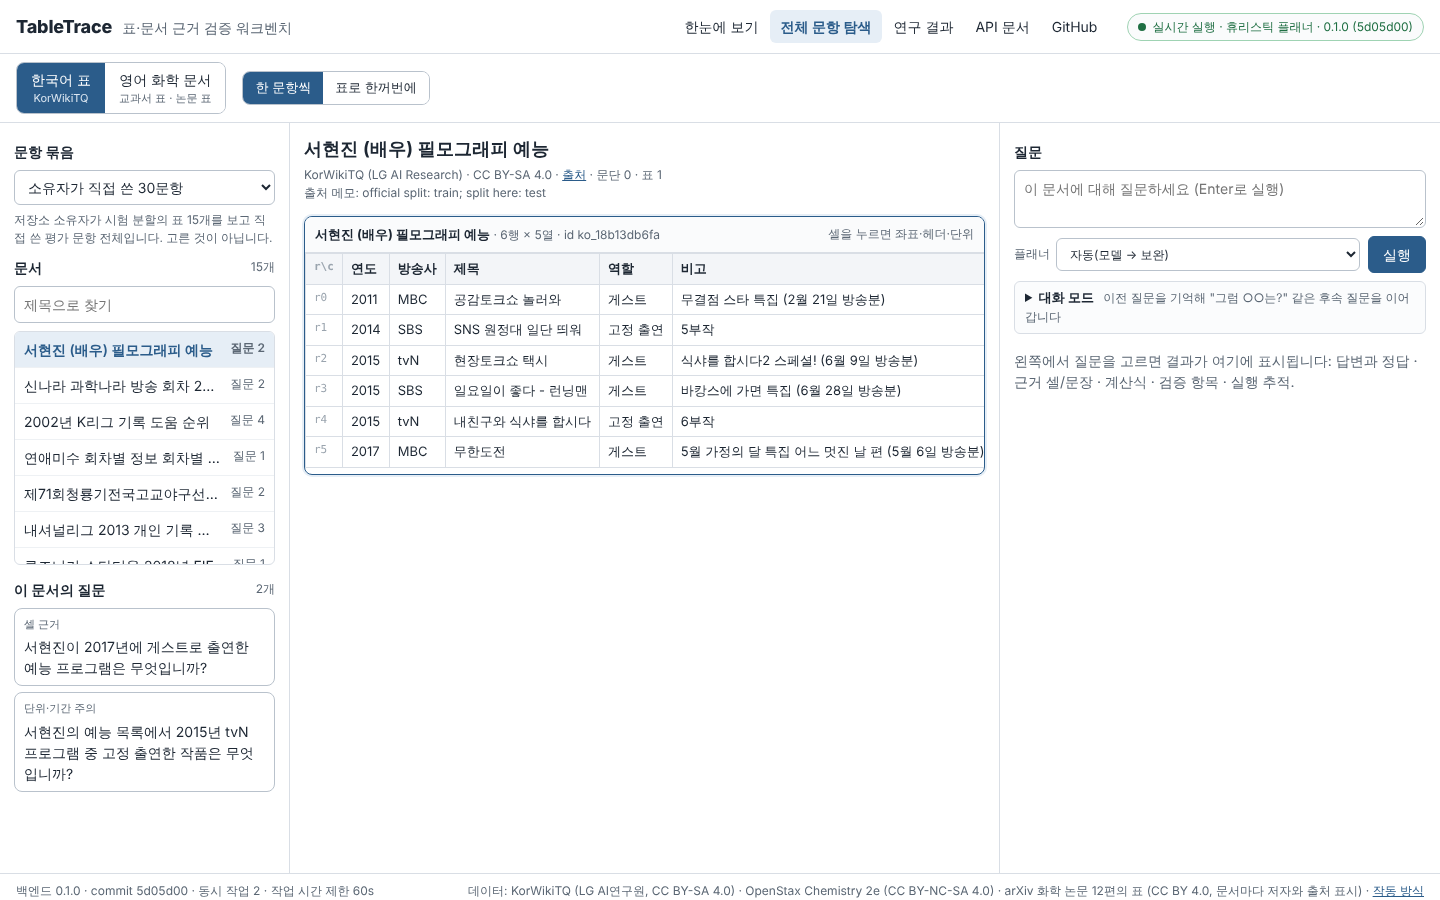 TableTrace 표·문서 근거 검증 워크벤치
한눈에 보기 전체 문항 탐색 연구 결과 API 문서 GitHub 실시간 실행 · 휴리스틱 플래너 · 0.1.0 (5d05d00)
한국어 표 영어 화학 문서 한 문항씩 표로 한꺼번에
KorWikiTQ 교과서 표 · 논문 표
문항 묶음
소유자가 직접 쓴 30문항
저장소 소유자가 시험 분할의 표 15개를 보고 직
접 쓴 평가 문항 전체입니다. 고른 것이 아닙니다.
문서 15개
제목으로 찾기
서현진 (배우) 필모그래피 예능 질문 2
신나라 과학나라 방송 회차 2... 질문 2
2002년 K리그 기록 도움 순위 질문 4
연애미수 회차별 정보 회차별 ... 질문 1
제71회청룡기전국고교야구선... 질문 2
내셔널리그 2013 개인 기록 ... 질문 3
질문 1
이 문서의 질문 2개
셀 근거
서현진이 2017년에 게스트로 출연한
예능 프로그램은 무엇입니까?
단위·기간 주의
서현진의 예능 목록에서 2015년 tvN
프로그램 중 고정 출연한 작품은 무엇
입니까?
서현진 (배우) 필모그래피 예능
KorWikiTQ (LG AI Research) · CC BY-SA 4.0 · 출처 · 문단 0 · 표 1
출처 메모: official split: train; split here: test
서현진 (배우) 필모그래피 예능 · 6행 × 5열 · id ko_18b13db6fa 셀을 누르면 좌표·헤더·단위
r\c 연도 방송사 제목 역할 비고
r0 2011 MBC 공감토크쇼 놀러와 게스트 무결점 스타 특집 (2월 21일 방송분)
r1 2014 SBS SNS 원정대 일단 띄워 고정 출연 5부작
r2 2015 tvN 현장토크쇼 택시 게스트 식샤를 합시다2 스페셜! (6월 9일 방송분)
r3 2015 SBS 일요일이 좋다 - 런닝맨 게스트 바캉스에 가면 특집 (6월 28일 방송분)
r4 2015 tvN 내친구와 식샤를 합시다 고정 출연 6부작
r5 2017 MBC 무한도전 게스트 5월 가정의 달 특집 어느 멋진 날 편 (5월 6일 방송분)
질문
이 문서에 대해 질문하세요 (Enter로 실행)
플래너 자동(모델 → 보완) 실행
▶ 대화 모드 이전 질문을 기억해 "그럼 ○○는?" 같은 후속 질문을 이어
갑니다
왼쪽에서 질문을 고르면 결과가 여기에 표시됩니다: 답변과 정답 ·
근거 셀/문장 · 계산식 · 검증 항목 · 실행 추적.
백엔드 0.1.0 · commit 5d05d00 · 동시 작업 2 · 작업 시간 제한 60s 데이터: KorWikiTQ (LG AI연구원, CC BY-SA 4.0) · OpenStax Chemistry 2e (CC BY-NC-SA 4.0) · arXiv 화학 논문 12편의 표 (CC BY 4.0, 문서마다 저자와 출처 표시) · 작동 방식